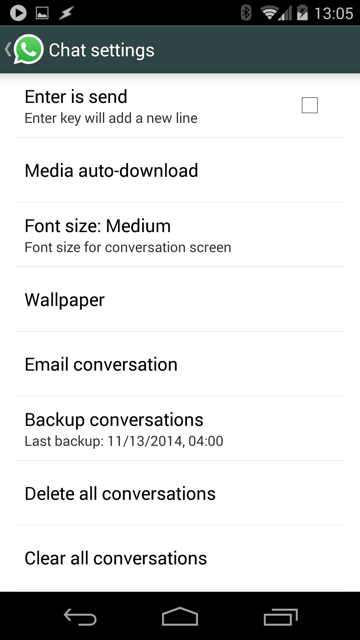 13:05
Chat settings
Enter is send
Enter key will add a new line
Media auto-download
Font size: Medium
Font size for conversation screen
Wallpaper
Email conversation
Backup conversations
Last backup: 11/13/2014, 04:00
Delete all conversations
Clear all conversations